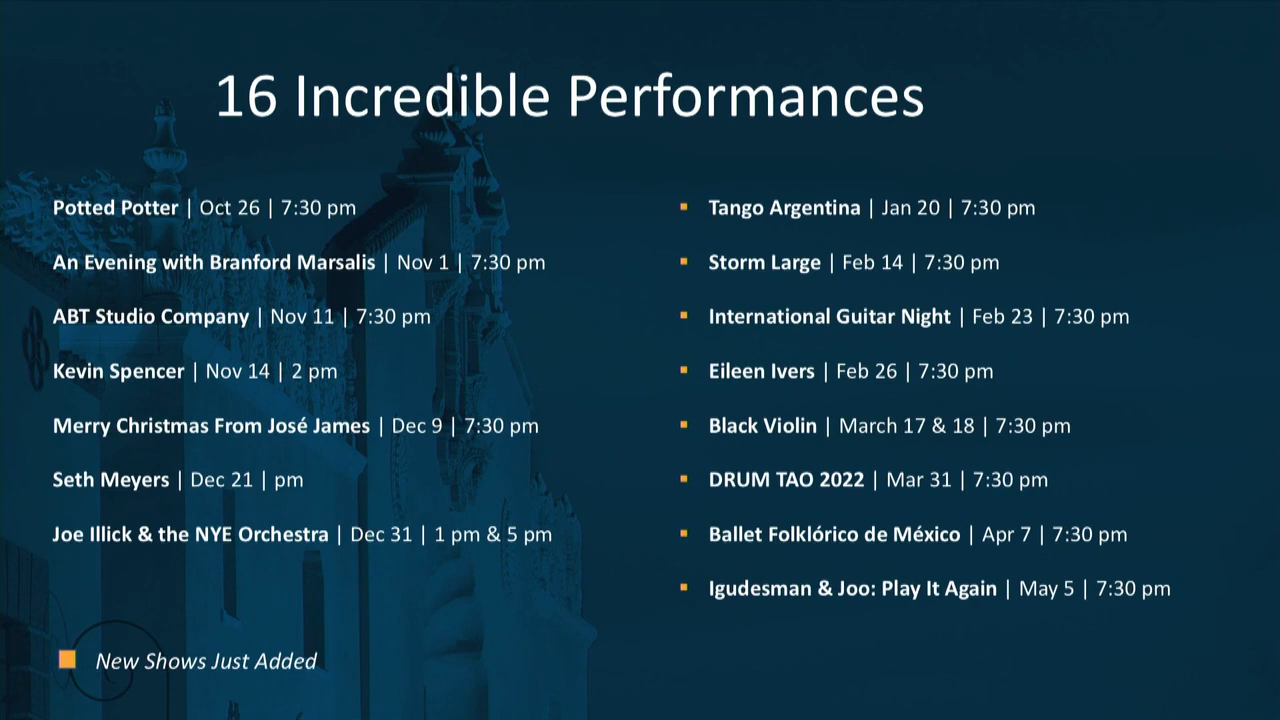 16 Incredible Performances
Potted Potter | Oct 26 | 7:30 pm
An Evening with Branford Marsalis | Nov 1 | 7:30 pm
ABT Studio Company | Nov 11 | 7:30 pm
Kevin Spencer | Nov 14 | 2 pm
Merry Christmas From José James | Dec 9 | 7:30 pm
Seth Meyers | Dec 21 | pm
Joe Illick & the NYE Orchestra | Dec 31 | 1 pm & 5 pm
Tango Argentina | Jan 20 | 7:30 pm
Storm Large | Feb 14 | 7:30 pm
International Guitar Night | Feb 23 | 7:30 pm
Eileen Ivers | Feb 26 | 7:30 pm
Black Violin | March 17 & 18 | 7:30 pm
DRUM TAO 2022 | Mar 31 | 7:30 pm
Ballet Folklórico de México | Apr 7 | 7:30 pm
Igudesman & Joo: Play It Again | May 5 | 7:30 pm
New Shows Just Added